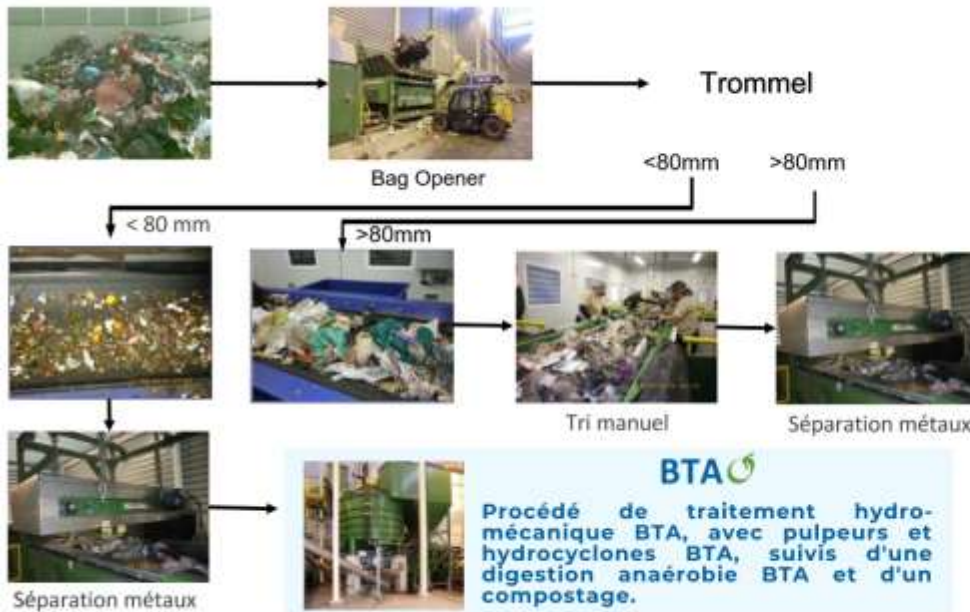 Trommel
Bag Opener
<80mm >80mm
< 80 mm
>80mm
Tri manuel
Séparation métaux
Séparation métaux
BTA
Procédé de traitement hydro-
mécanique BTA, avec pulpeurs et
hydrocyclones BTA, suivis d'une
digestion anaérobie BTA et d'un
compostage.